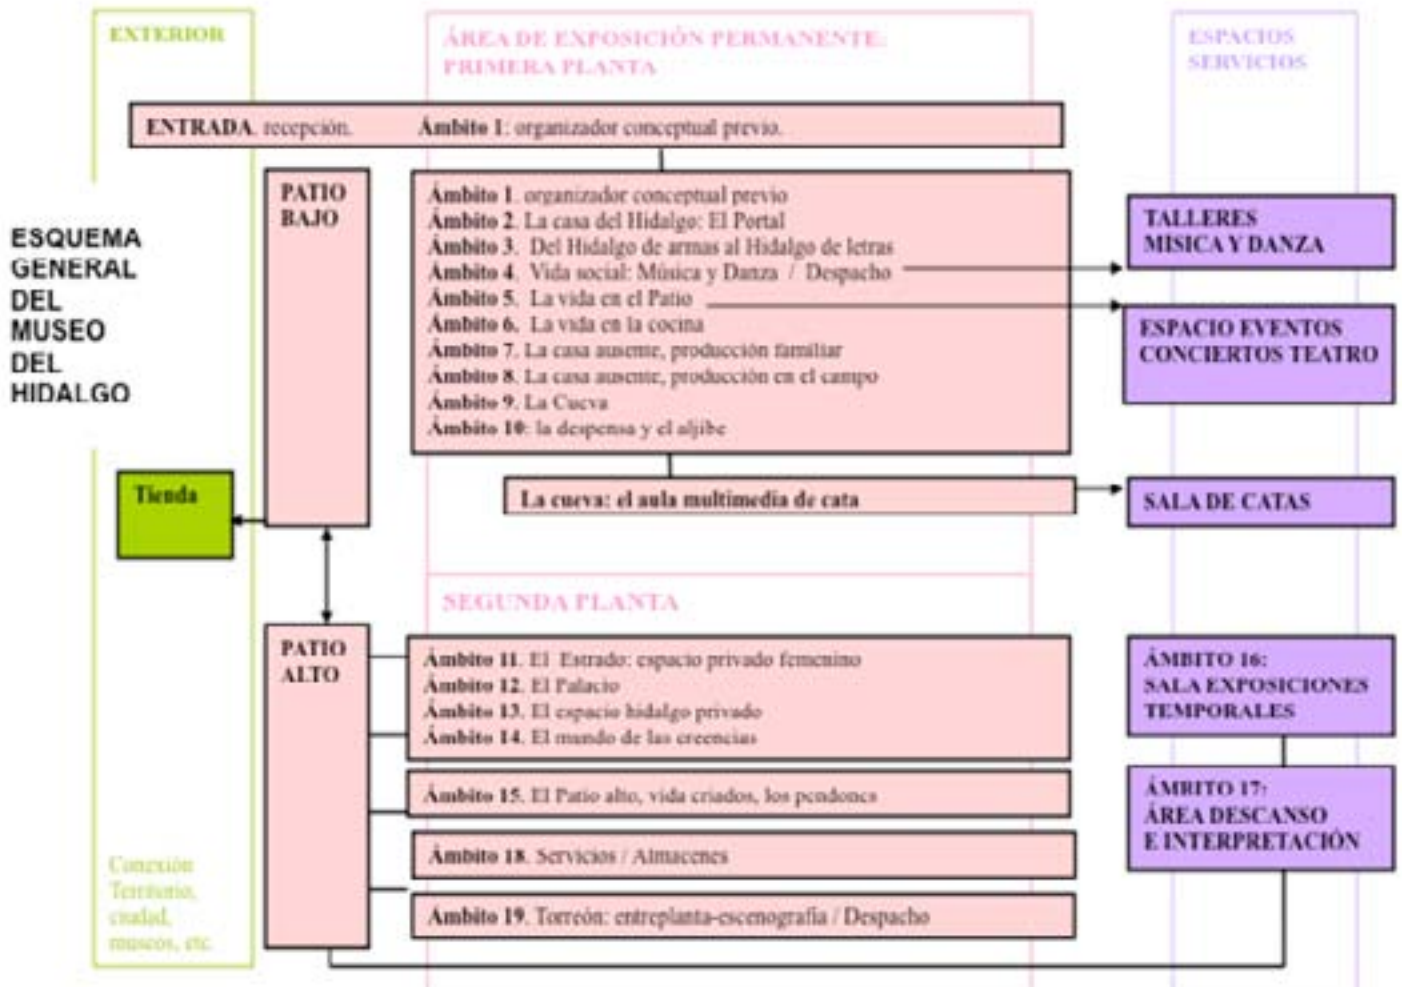 EXTERIOR
ÁREA DE EXPOSICIÓN PERMANENTE:
PRIMERA PLANTA
ESPACIOS
SERVICIOS
ENTRADA. recepción. Ámbito 1: organizador conceptual previo.
ESQUEMA
GENERAL
DEL
MUSEO
DEL
HIDALGO
PATIO
BAJO
Ámbito 1. organizador conceptual previo
Ámbito 2. La casa del Hidalgo: El Portal
Ámbito 3. Del Hidalgo de armas al Hidalgo de letras
Ámbito 4. Vida social: Música y Danza / Despacho
Ámbito 5. La vida en el Patio
Ámbito 6. La vida en la cocina
Ámbito 7. La casa ausente, producción familiar
Ámbito 8. La casa ausente, producción en el campo
Ámbito 9. La Cueva
Ámbito 10: la despensa y el aljibe
TALLERES
MISICA Y DANZA
ESPACIO EVENTOS
CONCIERTOS TEATRO
Tienda
La cueva: el aula multimedia de cata
SALA DE CATAS
SEGUNDA PLANTA
PATIO
ALTO
Ámbito 11. El Estrado: espacio privado femenino
Ámbito 12. El Palacio
Ámbito 13. El espacio hidalgo privado
Ámbito 14. El mundo de las creencias
Ámbito 15. El Patio alto, vida criados, los pendones
Ámbito 18. Servicios / Almacenes
Ámbito 19. Torreón: entreplanta-escenografía / Despacho
ÁMBITO 16:
SALA EXPOSICIONES
TEMPORALES
ÁMBITO 17:
ÁREA DESCANSO
E INTERPRETACIÓN
Conexión
Territorio,
ciudad,
museos, etc.